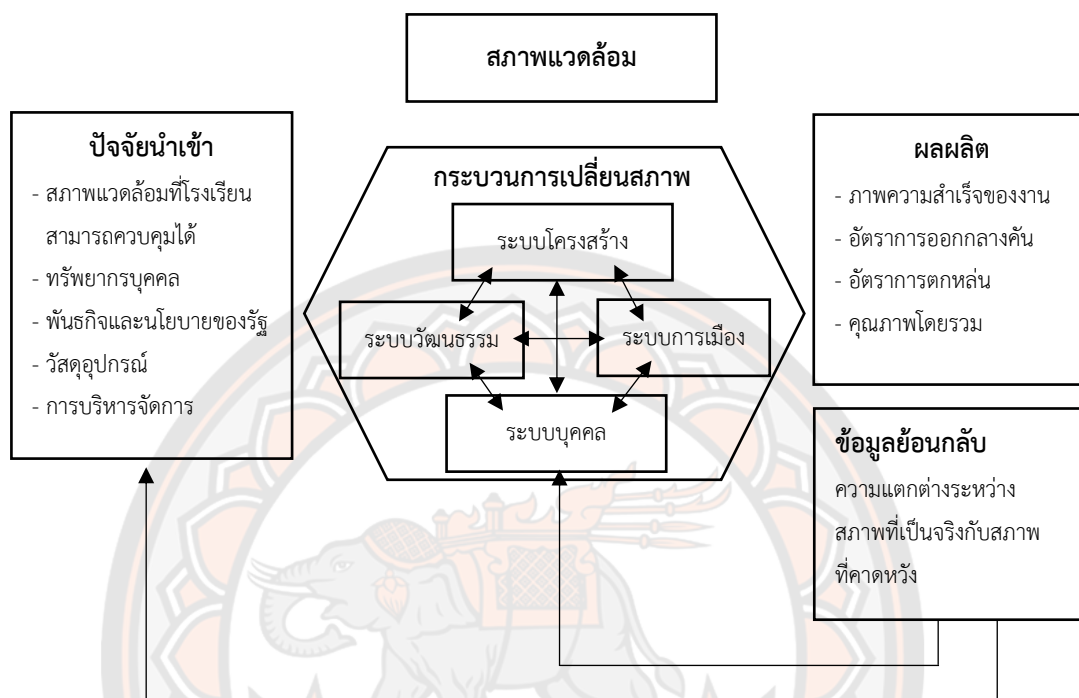 สภาพแวดล้อม
ปัจจัยนำเข้า
- สภาพแวดล้อมที่โรงเรียน
สามารถควบคุมได้
- ทรัพยากรบุคคล
- พันธกิจและนโยบายของรัฐ
- วัสดุอุปกรณ์
- การบริหารจัดการ
กระบวนการเปลี่ยนสภาพ
ระบบโครงสร้าง
ระบบวัฒนธรรม
ระบบการเมือง
ระบบบุคคล
ผลผลิต
- ภาพความสำเร็จของงาน
- อัตราการออกกลางคัน
- อัตราการตกหล่น
- คุณภาพโดยรวม
ข้อมูลย้อนกลับ
ความแตกต่างระหว่าง
สภาพที่เป็นจริงกับสภาพ
ที่คาดหวัง